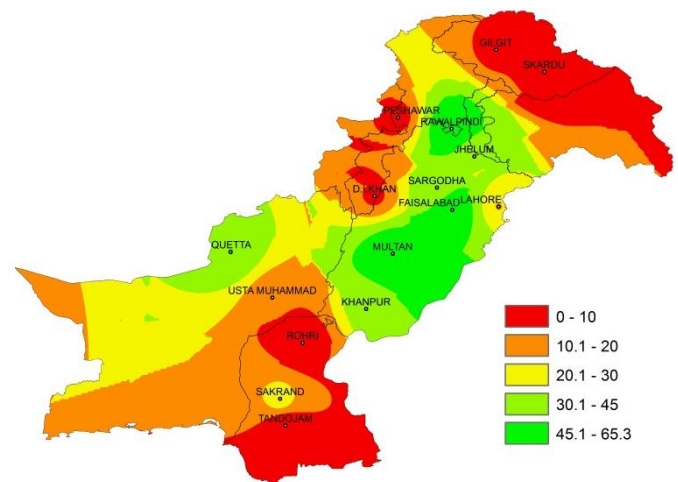 GILGIT
SKARDU
PESHAWAR
RAWALPINDI
JHELUM
SARGODHA
D.I KHAN
FAISALABAD
LAHORE
QUETTA
MULTAN
USTA MUHAMMAD
KHANPUR
ROHRI
SAKRAND
TANDOJAM
0 - 10
10.1 - 20
20.1 - 30
30.1 - 45
45.1 - 65.3